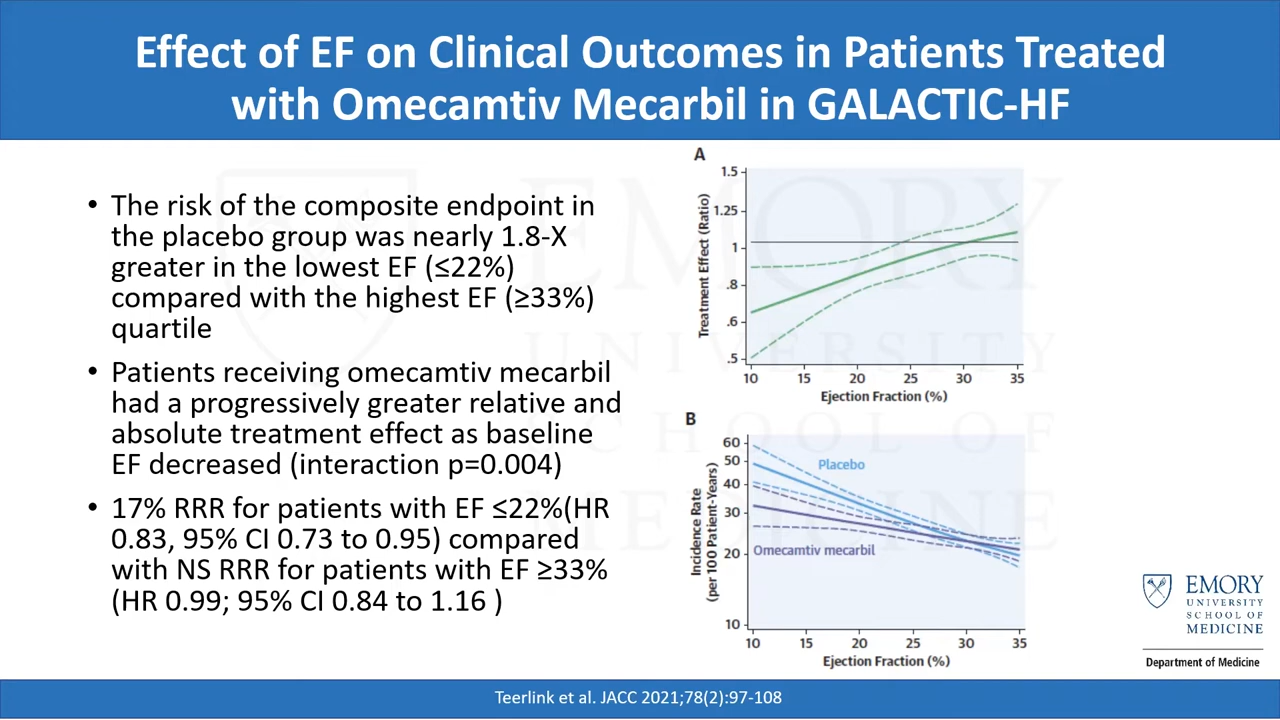 Effect of EF on Clinical Outcomes in Patients Treated
with Omecamtiv Mecarbil in GALACTIC-HF
• The risk of the composite endpoint in
the placebo group was nearly 1.8-X
greater in the lowest EF (≤22%)
compared with the highest EF (≥33%)
quartile
• Patients receiving omecamtiv mecarbil
had a progressively greater relative and
absolute treatment effect as baseline
EF decreased (interaction p=0.004)
• 17% RRR for patients with EF ≤22%(HR
0.83, 95% CI 0.73 to 0.95) compared
with NS RRR for patients with EF ≥33%
(HR 0.99; 95% CI 0.84 to 1.16 )
A
Treatment Effect (Ratio)
1.5
1.25
1
.8
.6
.5
10 15 20 25 30 35
Ejection Fraction (%)
B
Incidence Rate
(per 100 Patient-Years)
60
50
40
30
20
10
Placebo
Omecamtiv mecarbil
10 15 20 25 30 35
Ejection Fraction (%)
EMORY
UNIVERSITY
SCHOOL OF
MEDICINE
EMORY
UNIVERSITY
SCHOOL OF
MEDICINE
Department of Medicine
Teerlink et al. JACC 2021;78(2):97-108